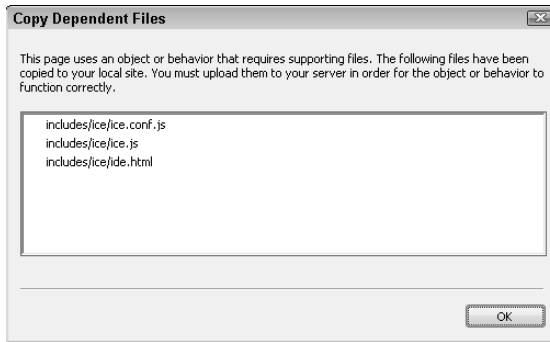 Copy Dependent Files
This page uses an object or behavior that requires supporting files. The following files have been
copied to your local site. You must upload them to your server in order for the object or behavior to
function correctly.
includes/ice/ice.conf.js
includes/ice/ice.js
includes/ice/ide.html
OK